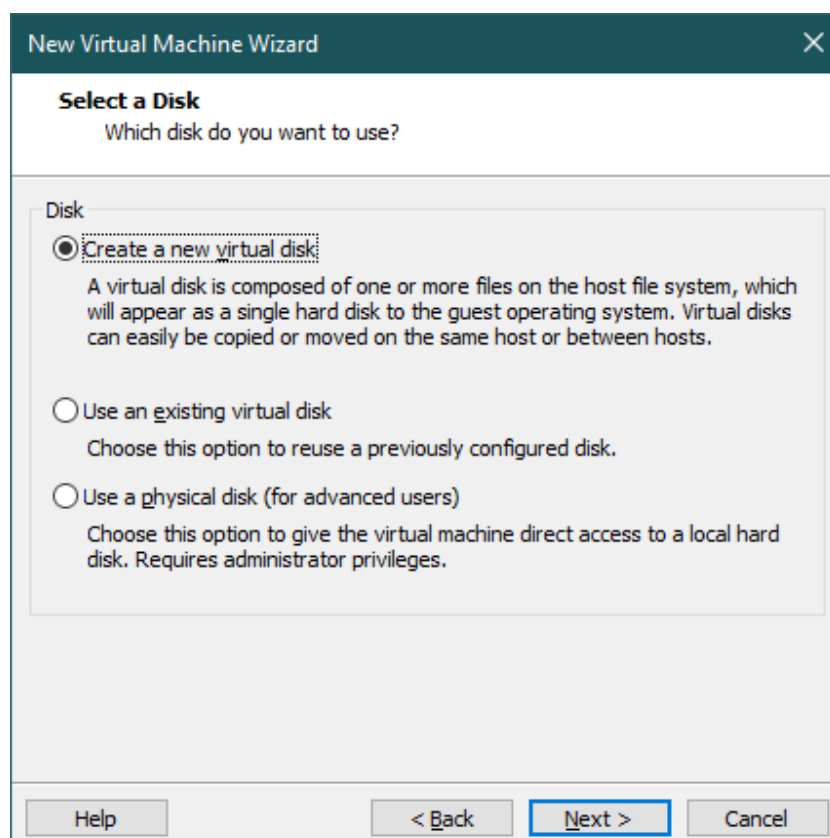 New Virtual Machine Wizard
Select a Disk
Which disk do you want to use?
Disk
Create a new virtual disk
A virtual disk is composed of one or more files on the host file system, which
will appear as a single hard disk to the guest operating system. Virtual disks
can easily be copied or moved on the same host or between hosts.
Use an existing virtual disk
Choose this option to reuse a previously configured disk.
Use a physical disk (for advanced users)
Choose this option to give the virtual machine direct access to a local hard
disk. Requires administrator privileges.
Help
< Back
Next >
Cancel